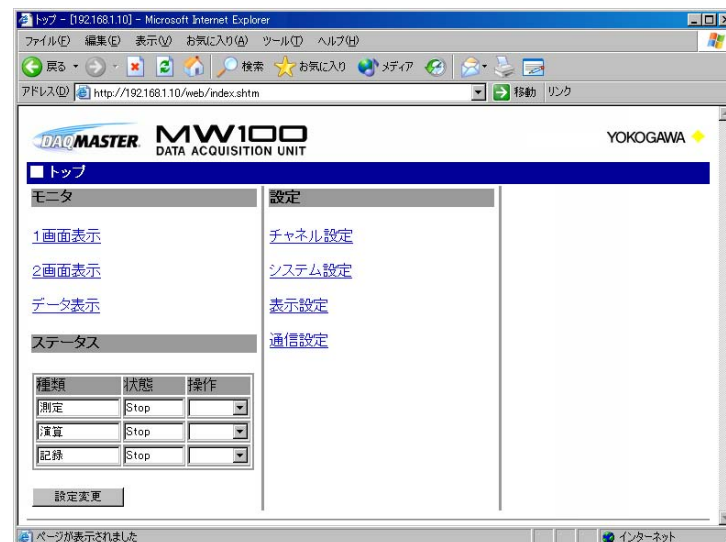 トップ - [192.168.1.10] - Microsoft Internet Explorer
ファイル(F) 編集(E) 表示(V) お気に入り(A) ツール(T) ヘルプ(H)
戻る 検索 お気に入り メディア
アドレス(D) http://192.168.1.10/web/index.shtm 移動 リンク
DAQMASTER MW100 YOKOGAWA
DATA ACQUISITION UNIT
トップ
モニタ
1画面表示
2画面表示
データ表示
ステータス
種類 状態 操作
測定 Stop
演算 Stop
記録 Stop
設定変更
設定
チャネル設定
システム設定
表示設定
通信設定
ページが表示されました インターネット